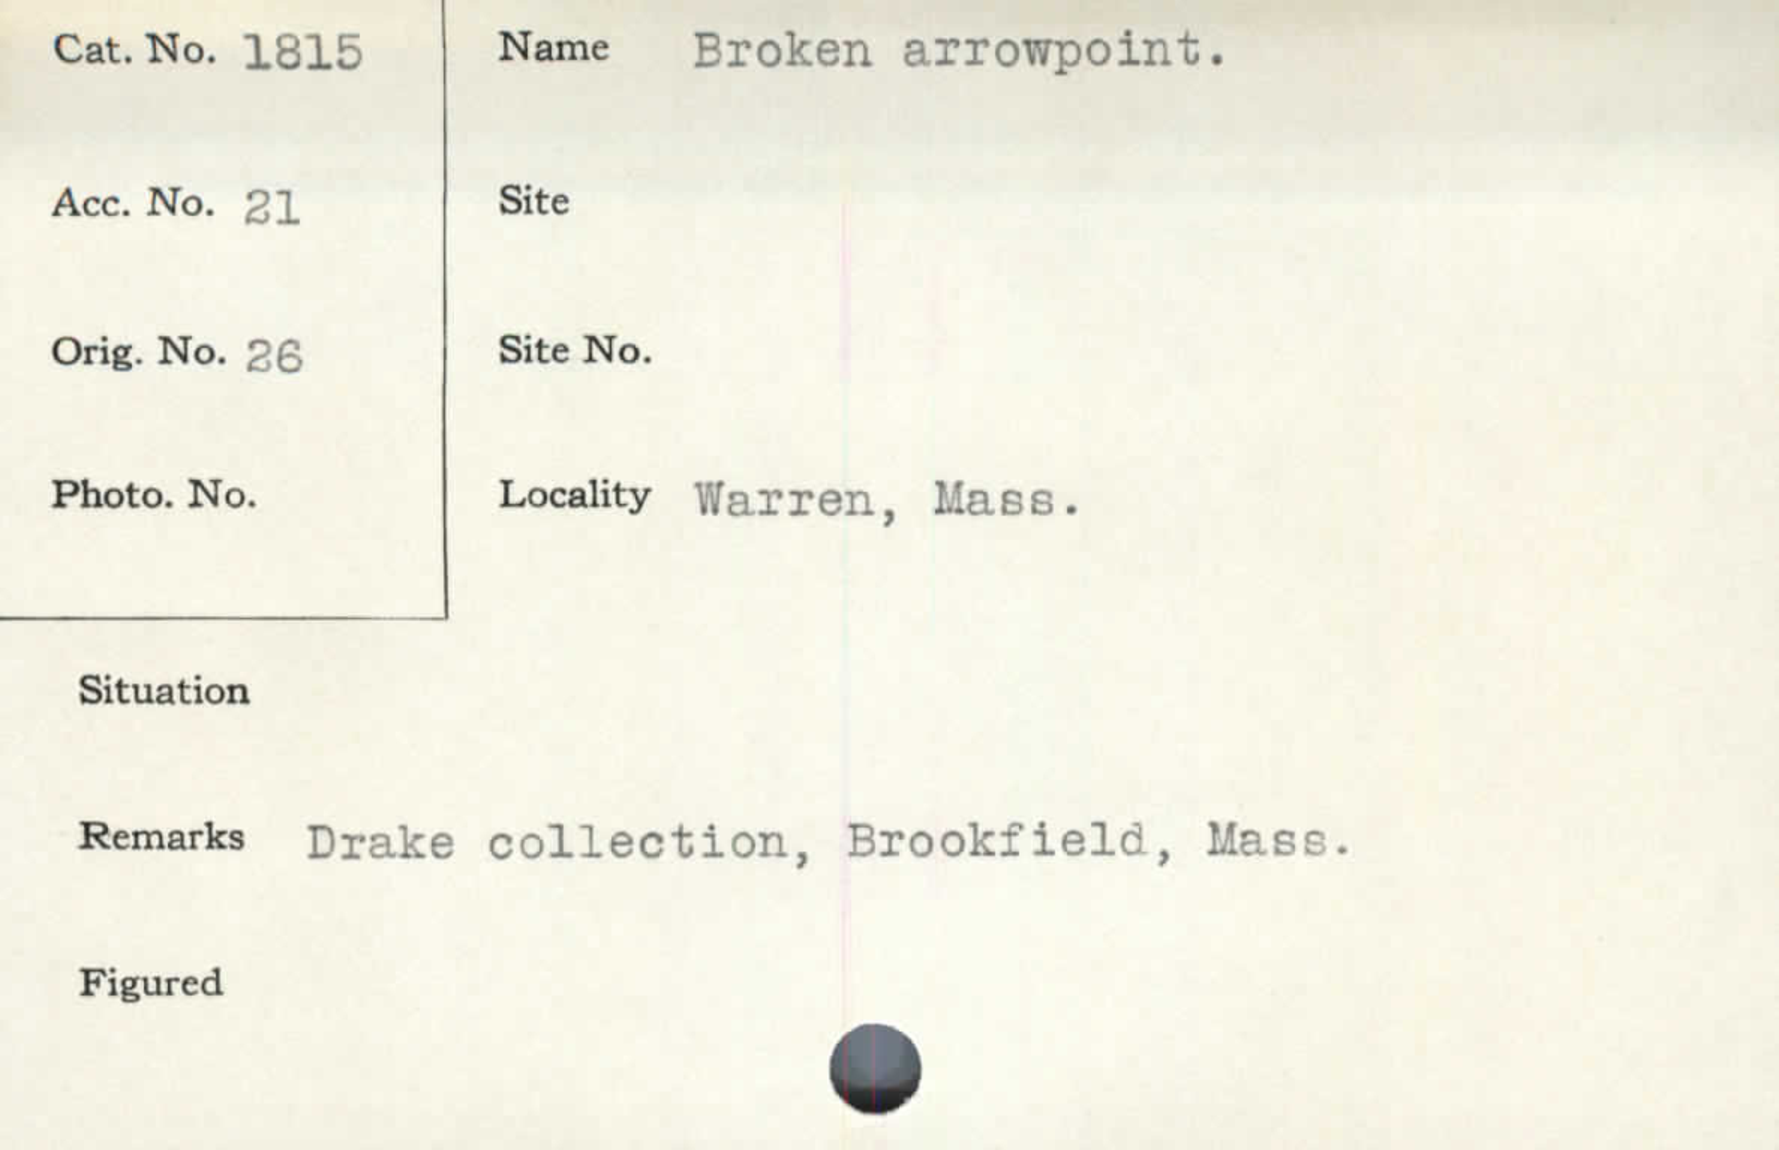 Cat. No. 1815
Name Broken arrowpoint.
Acc. No. 21
Site
Orig. No. 26
Site No.
Photo. No.
Locality Warren, Mass.
Situation
Remarks Drake collection, Brookfield, Mass.
Figured